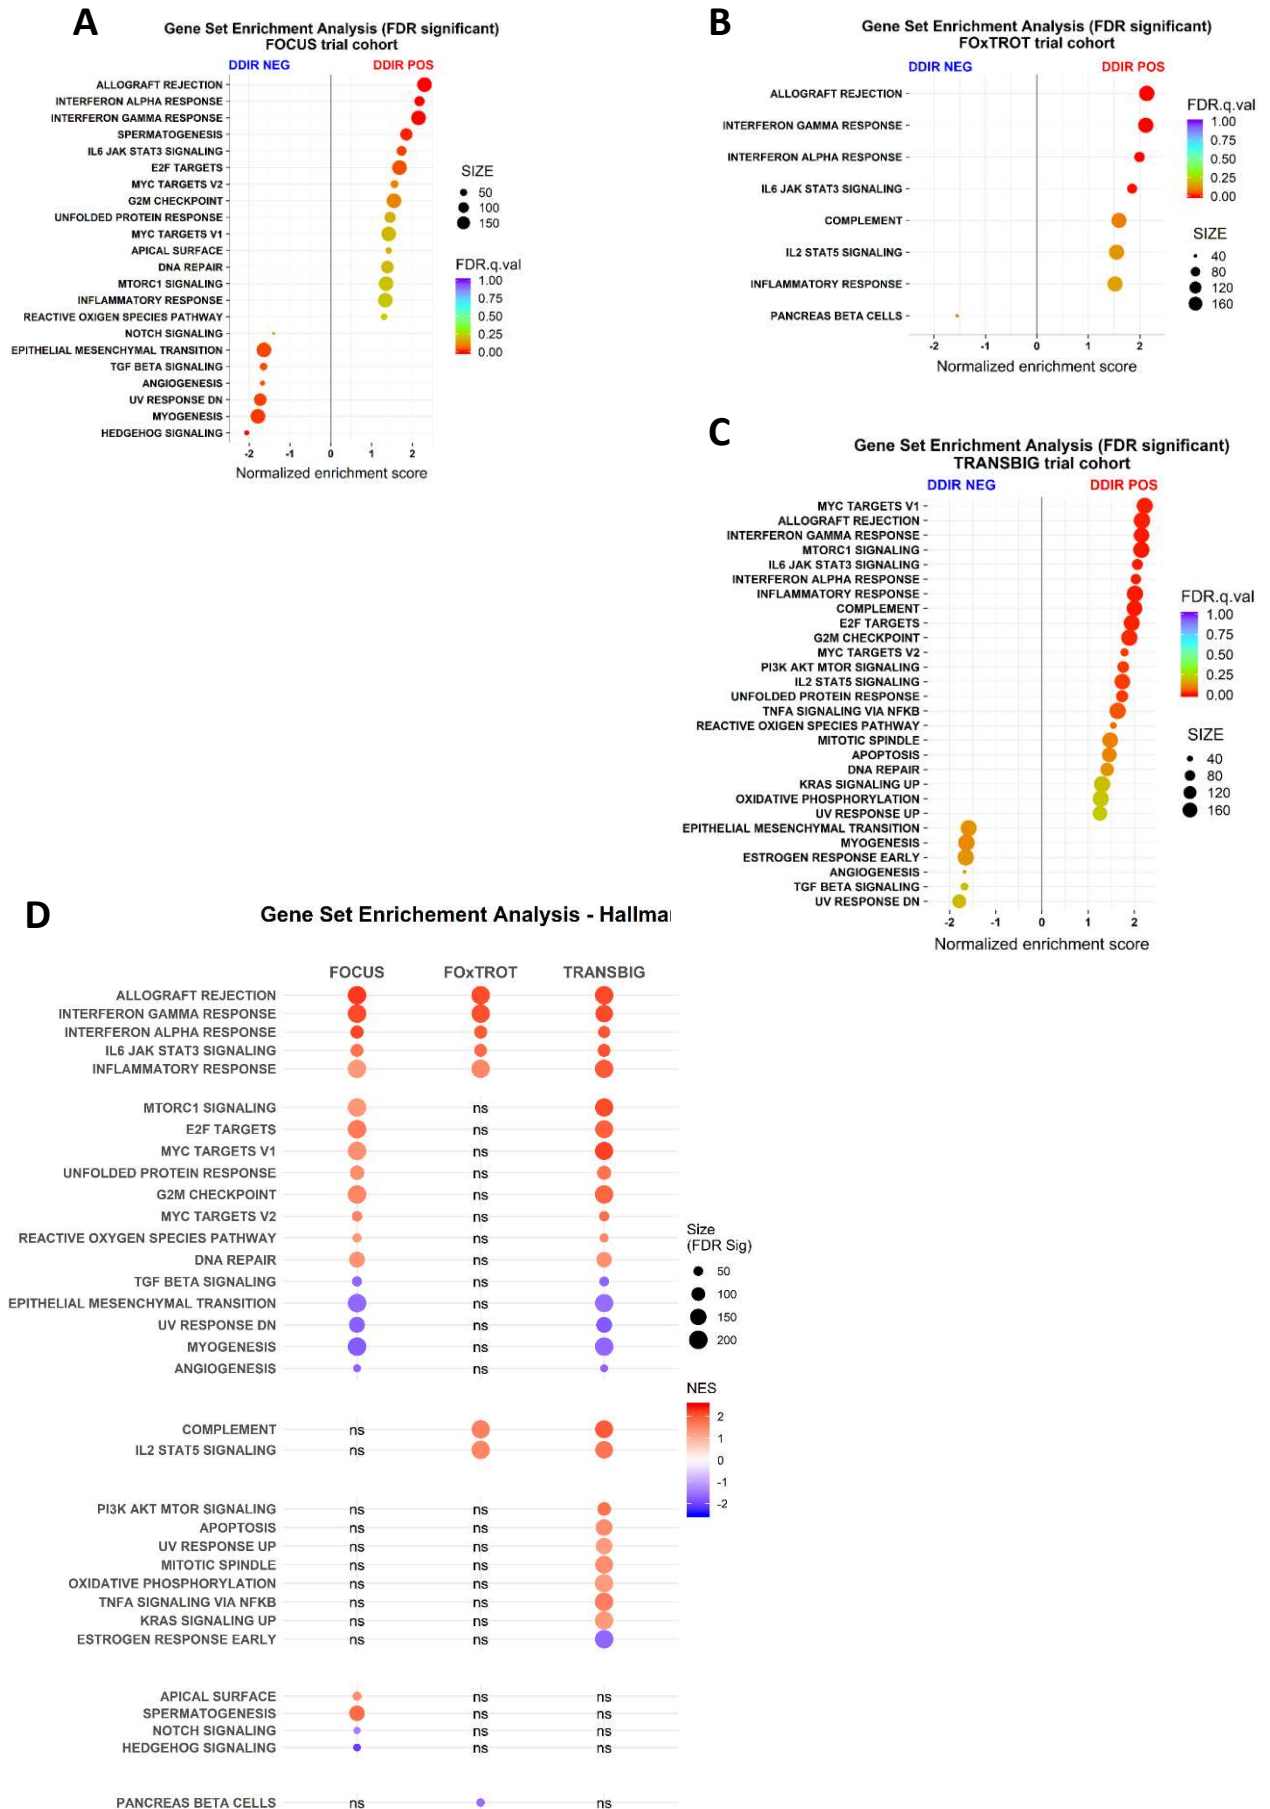 A
Gene Set Enrichment Analysis (FDR significant)
FOCUS trial cohort
DDIR NEG
DDIR POS
ALLOGRAFT REJECTION
INTERFERON ALPHA RESPONSE
INTERFERON GAMMA RESPONSE
SPERMATOGENESIS
IL6 JAK STAT3 SIGNALING
E2F TARGETS
MYC TARGETS V2
G2M CHECKPOINT
UNFOLDED PROTEIN RESPONSE
MYC TARGETS V1
APICAL SURFACE
DNA REPAIR
MTORC1 SIGNALING
INFLAMMATORY RESPONSE
REACTIVE OXIGEN SPECIES PATHWAY
NOTCH SIGNALING
EPITHELIAL MESENCHYMAL TRANSITION
TGF BETA SIGNALING
ANGIOGENESIS
UV RESPONSE DN
MYOGENESIS
HEDGEHOG SIGNALING
-2 -1 0 1 2
Normalized enrichment score
SIZE
50
100
150
FDR.q.val
1.00
0.75
0.50
0.25
0.00
B
Gene Set Enrichment Analysis (FDR significant)
FOxTROT trial cohort
DDIR NEG
DDIR POS
ALLOGRAFT REJECTION
INTERFERON GAMMA RESPONSE
INTERFERON ALPHA RESPONSE
IL6 JAK STAT3 SIGNALING
COMPLEMENT
IL2 STAT5 SIGNALING
INFLAMMATORY RESPONSE
PANCREAS BETA CELLS
-2 -1 0 1 2
Normalized enrichment score
FDR.q.val
1.00
0.75
0.50
0.25
0.00
SIZE
40
80
120
160
C
Gene Set Enrichment Analysis (FDR significant)
TRANSBIG trial cohort
DDIR NEG
DDIR POS
MYC TARGETS V1
ALLOGRAFT REJECTION
INTERFERON GAMMA RESPONSE
MTORC1 SIGNALING
IL6 JAK STAT3 SIGNALING
INTERFERON ALPHA RESPONSE
INFLAMMATORY RESPONSE
COMPLEMENT
E2F TARGETS
G2M CHECKPOINT
MYC TARGETS V2
PI3K AKT MTOR SIGNALING
IL2 STAT5 SIGNALING
UNFOLDED PROTEIN RESPONSE
TNFA SIGNALING VIA NFKB
REACTIVE OXIGEN SPECIES PATHWAY
MITOTIC SPINDLE
APOPTOSIS
DNA REPAIR
KRAS SIGNALING UP
OXIDATIVE PHOSPHORYLATION
UV RESPONSE UP
EPITHELIAL MESENCHYMAL TRANSITION
MYOGENESIS
ESTROGEN RESPONSE EARLY
ANGIOGENESIS
TGF BETA SIGNALING
UV RESPONSE DN
-2 -1 0 1 2
Normalized enrichment score
FDR.q.val
1.00
0.75
0.50
0.25
0.00
SIZE
40
80
120
160
D
Gene Set Enrichement Analysis - Hallma
FOCUS FOxTROT TRANSBIG
ALLOGRAFT REJECTION
INTERFERON GAMMA RESPONSE
INTERFERON ALPHA RESPONSE
IL6 JAK STAT3 SIGNALING
INFLAMMATORY RESPONSE
MTORC1 SIGNALING ns
E2F TARGETS ns
MYC TARGETS V1 ns
UNFOLDED PROTEIN RESPONSE ns
G2M CHECKPOINT ns
MYC TARGETS V2 ns
REACTIVE OXYGEN SPECIES PATHWAY ns
DNA REPAIR ns
TGF BETA SIGNALING ns
EPITHELIAL MESENCHYMAL TRANSITION ns
UV RESPONSE DN ns
MYOGENESIS ns
ANGIOGENESIS ns
COMPLEMENT ns
IL2 STAT5 SIGNALING ns
PI3K AKT MTOR SIGNALING ns ns
APOPTOSIS ns ns
UV RESPONSE UP ns ns
MITOTIC SPINDLE ns ns
OXIDATIVE PHOSPHORYLATION ns ns
TNFA SIGNALING VIA NFKB ns ns
KRAS SIGNALING UP ns ns
ESTROGEN RESPONSE EARLY ns ns
APICAL SURFACE ns ns
SPERMATOGENESIS ns ns
NOTCH SIGNALING ns ns
HEDGEHOG SIGNALING ns ns
PANCREAS BETA CELLS ns ns
Size
(FDR Sig)
50
100
150
200
NES
2
1
0
-1
-2